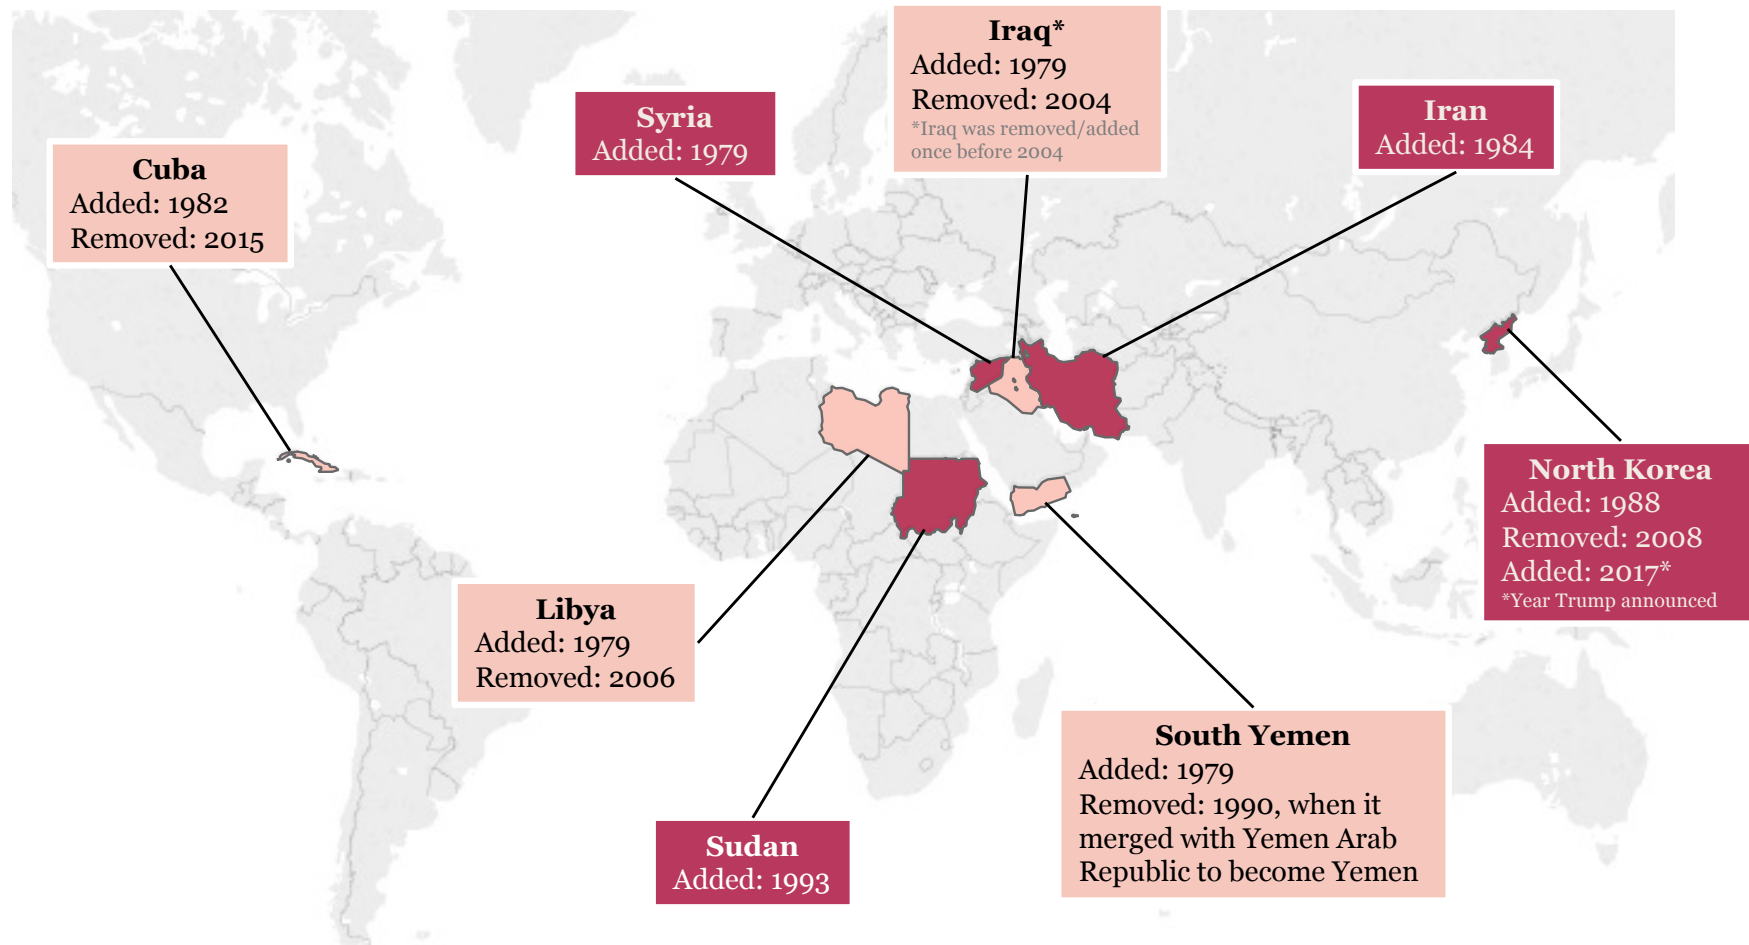 Iraq*
Added: 1979
Removed: 2004
*Iraq was removed/added
once before 2004
Syria
Added: 1979
Iran
Added: 1984
Cuba
Added: 1982
Removed: 2015
North Korea
Added: 1988
Removed: 2008
Added: 2017*
*Year Trump announced
Libya
Added: 1979
Removed: 2006
South Yemen
Added: 1979
Removed: 1990, when it
merged with Yemen Arab
Republic to become Yemen
Sudan
Added: 1993